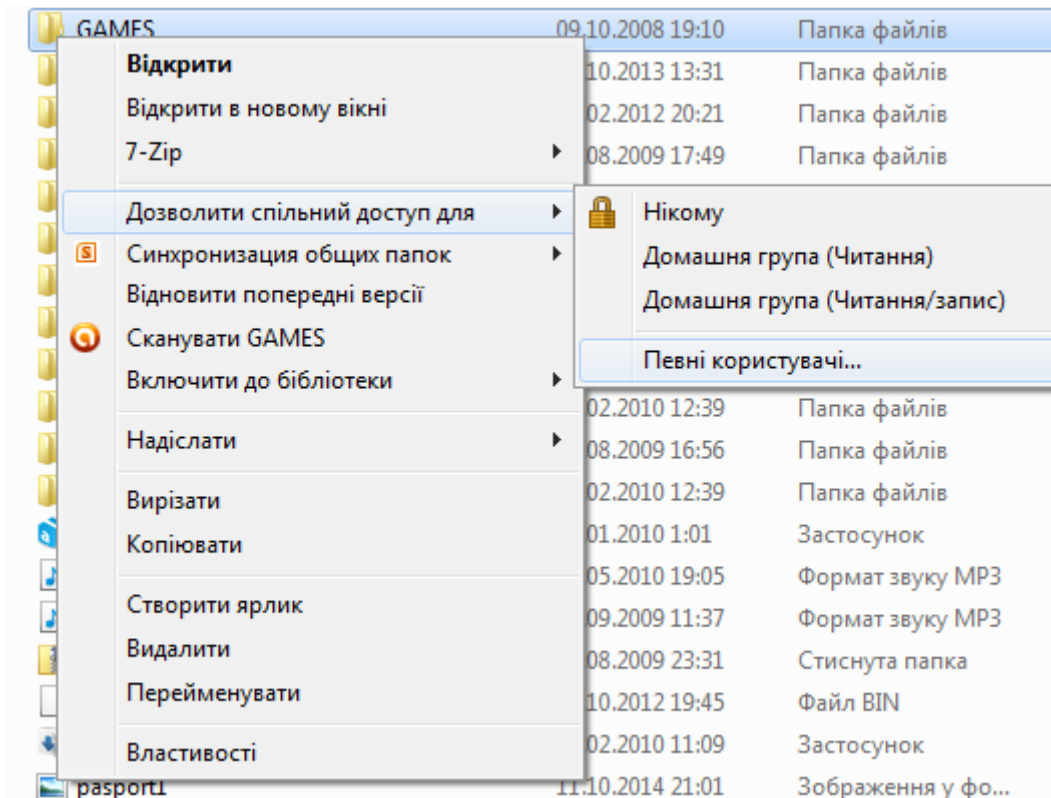 GAMES 09.10.2008 19:10 Папка файлів
Відкрити 10.2013 13:31 Папка файлів
Відкрити в новому вікні 02.2012 20:21 Папка файлів
7-Zip 08.2009 17:49 Папка файлів
Дозволити спільний доступ для Нікому
Синхронизация общих папок Домашня група (Читання)
Відновити попередні версії Домашня група (Читання/запис)
Сканувати GAMES Певні користувачі...
Включити до бібліотеки
02.2010 12:39 Папка файлів
Надіслати 08.2009 16:56 Папка файлів
Вирізати 02.2010 12:39 Папка файлів
Копіювати 01.2010 1:01 Застосунок
05.2010 19:05 Формат звуку MP3
Створити ярлик 09.2009 11:37 Формат звуку MP3
Видалити 08.2009 23:31 Стиснута папка
Перейменувати 10.2012 19:45 Файл BIN
Властивості 02.2010 11:09 Застосунок
pasport1 11.10.2014 21:01 Зображення у фо...